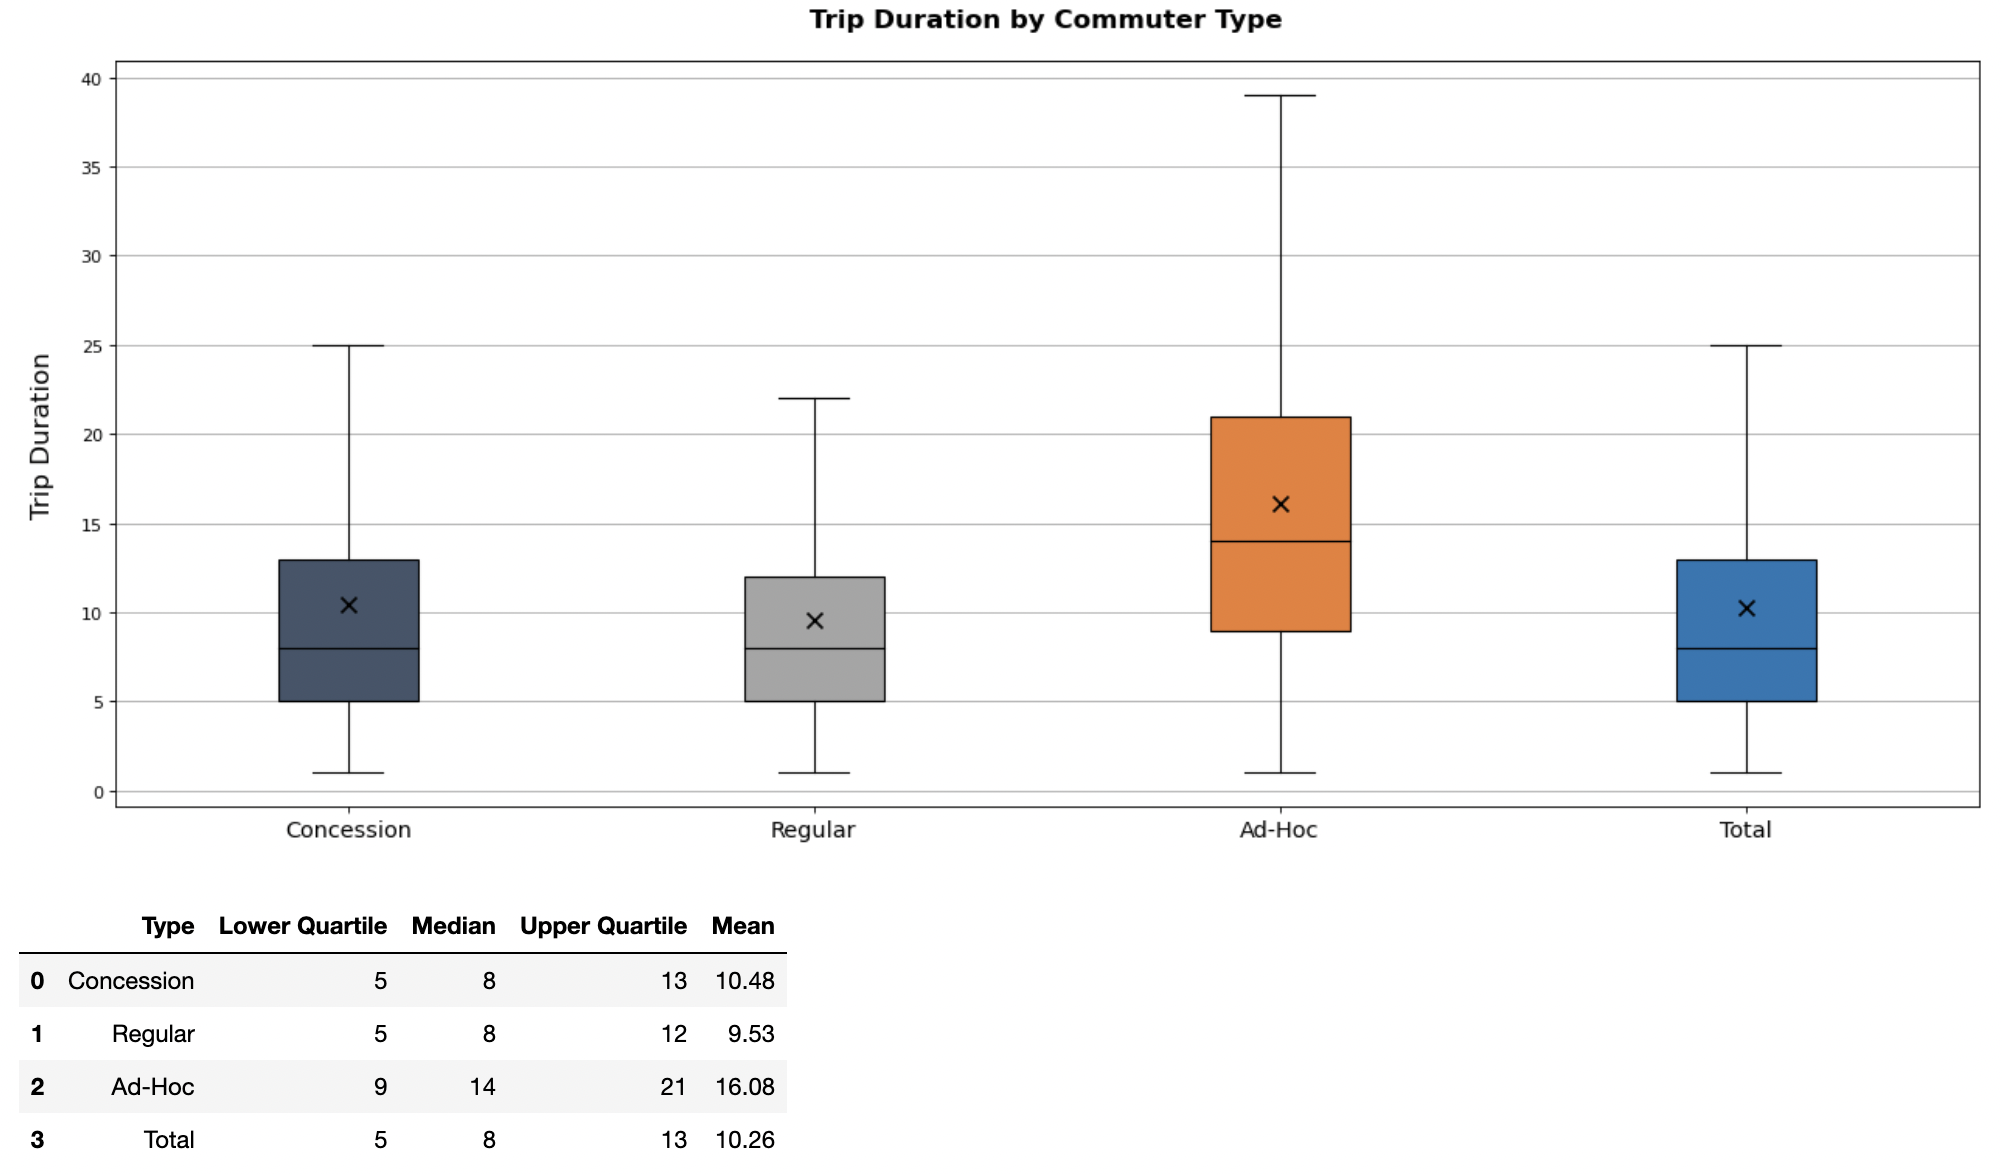 Trip Duration by Commuter Type
40
35
30
25
20
15
10
5
0
Trip Duration
Concession Regular Ad-Hoc Total
Type Lower Quartile Median Upper Quartile Mean
0 Concession 5 8 13 10.48
1 Regular 5 8 12 9.53
2 Ad-Hoc 9 14 21 16.08
3 Total 5 8 13 10.26